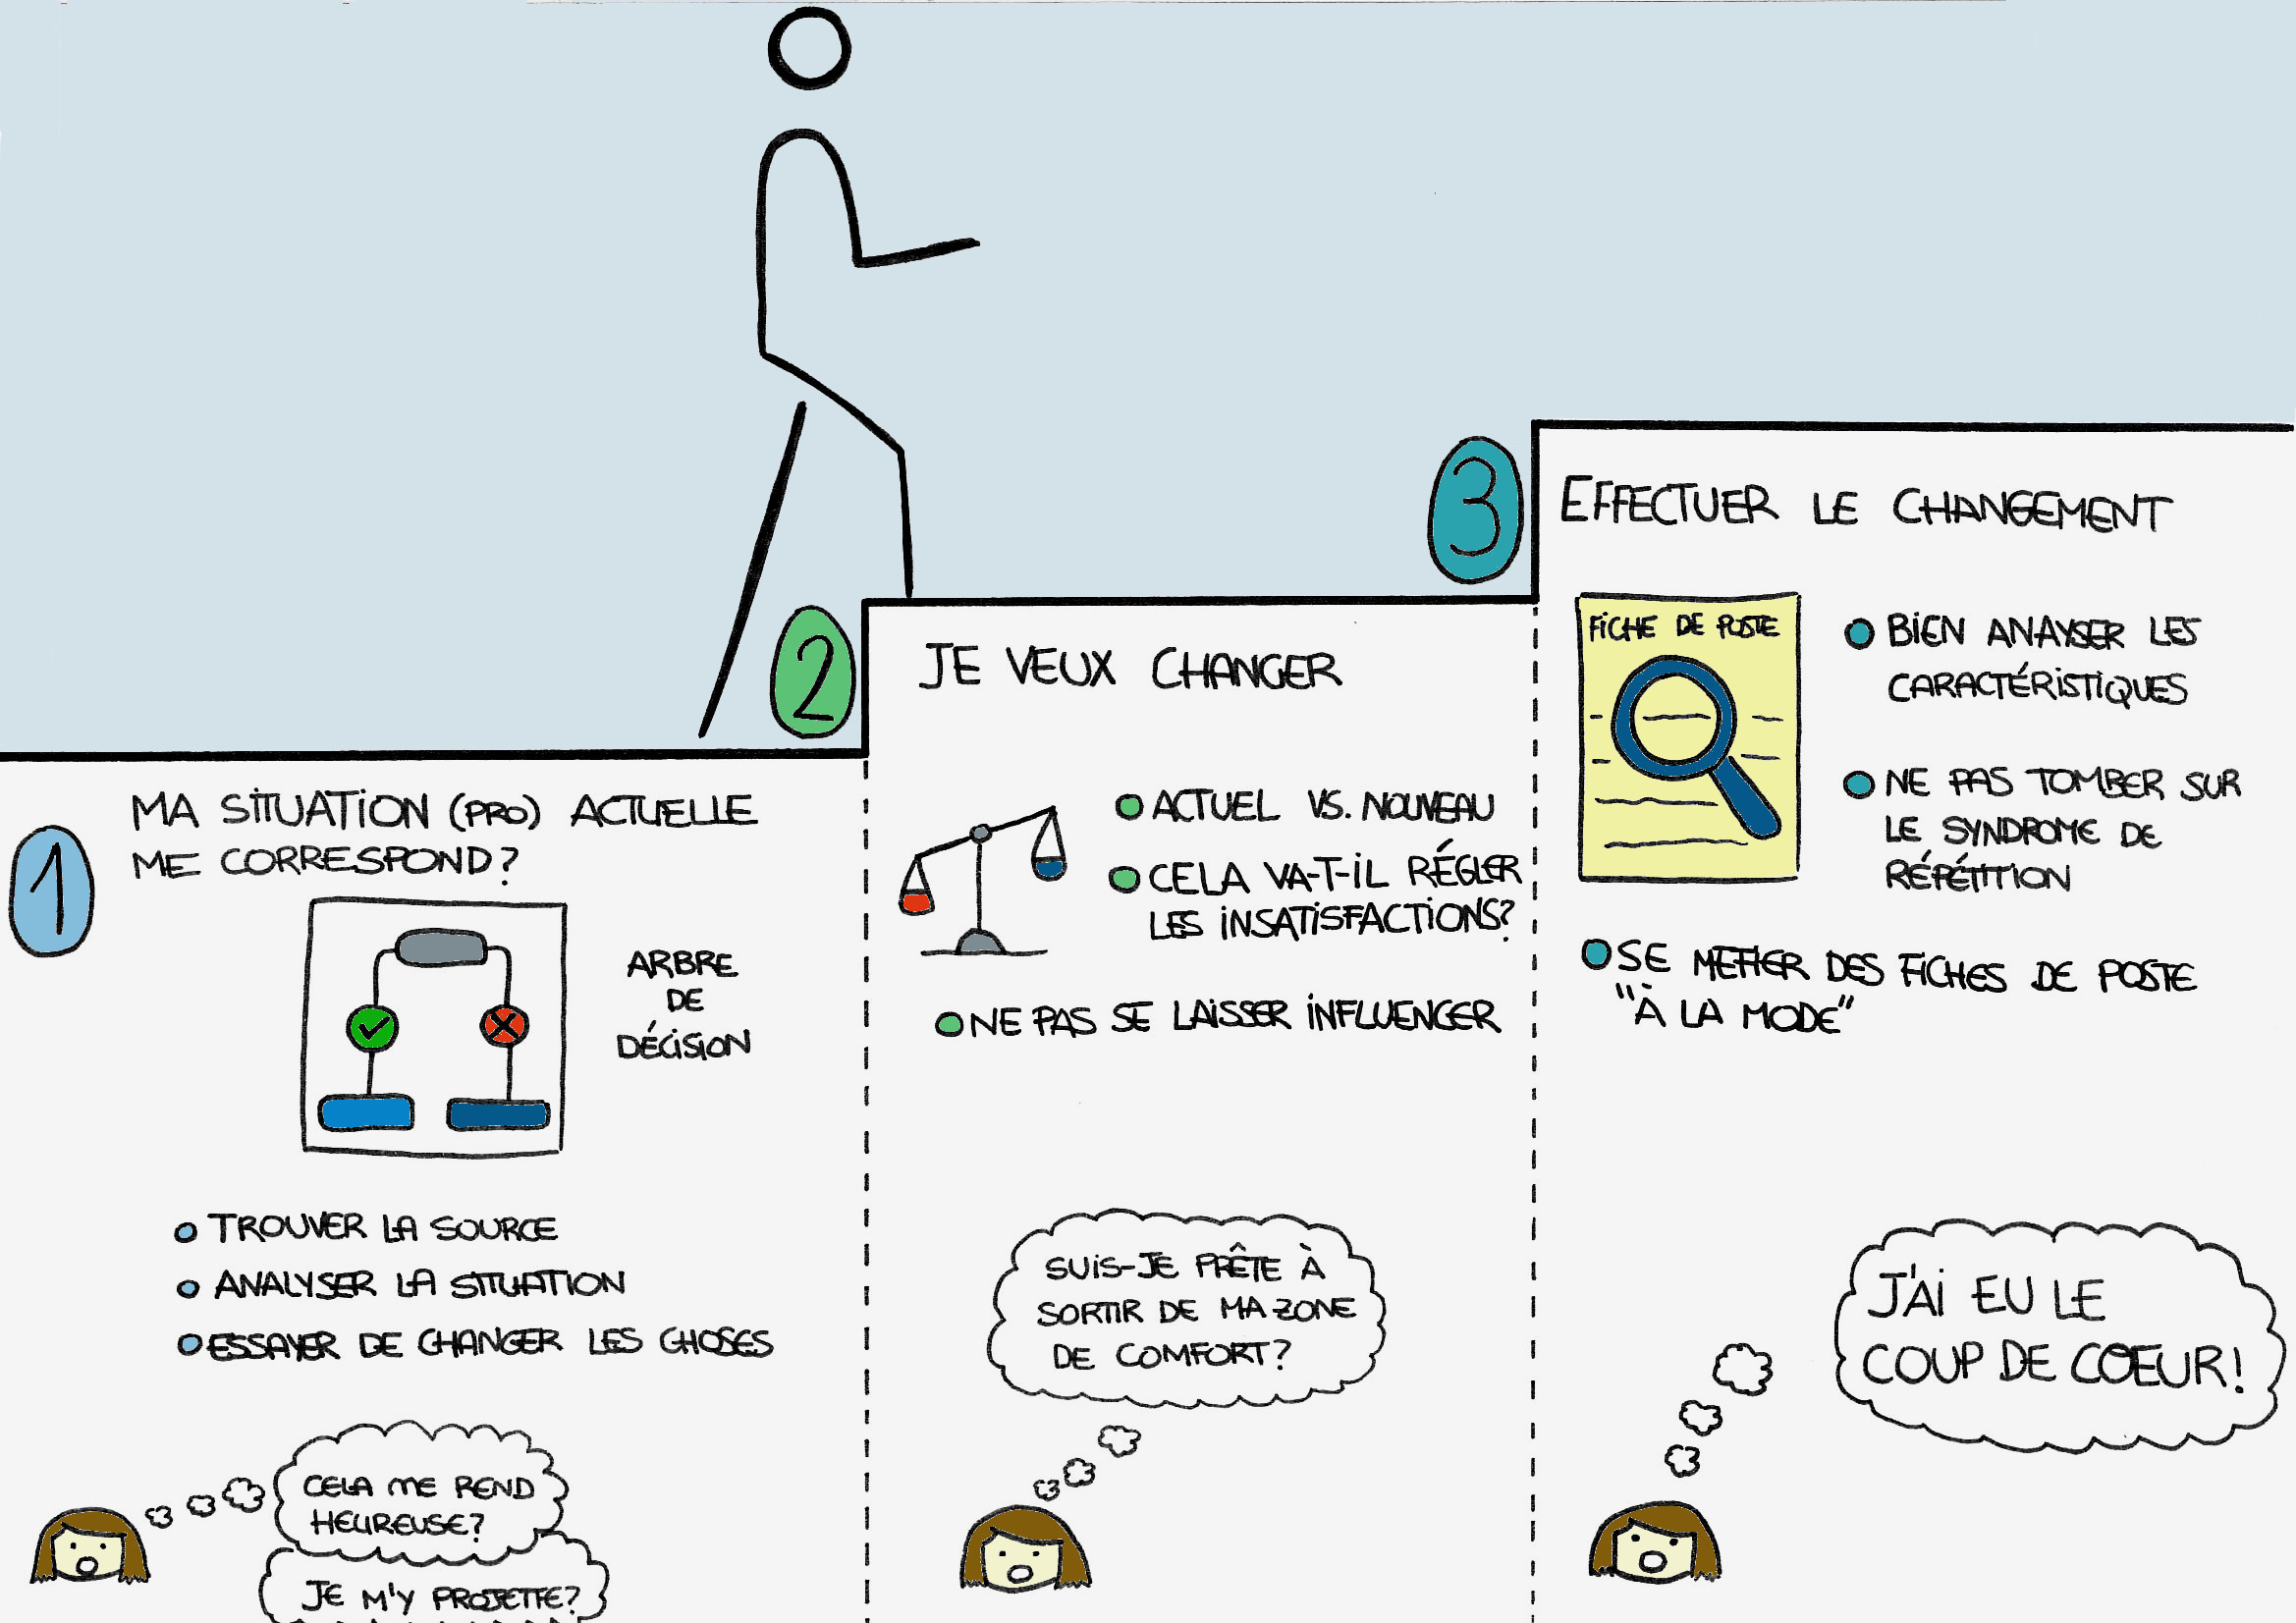 1
MA SITUATION (PRO) ACTUELLE
ME CORRESPOND?
ARBRE
DE
DÉCISION
TROUVER LA SOURCE
ANALYSER LA SITUATION
ESSAYER DE CHANGER LES CHOSES
CELA ME REND
HEUREUSE?
JE M'Y PROJETTE?
2
JE VEUX CHANGER
ACTUEL VS. NOUVEAU
CELA VA-T-IL RÉGLER
LES INSATISFACTIONS?
NE PAS SE LAISSER INFLUENCER
SUIS-JE PRÊTE À
SORTIR DE MA ZONE
DE COMFORT?
3
EFFECTUER LE CHANGEMENT
FICHE DE POSTE
BIEN ANAYSER LES
CARACTÉRISTIQUES
NE PAS TOMBER SUR
LE SYNDROME DE
RÉPÉTITION
SE MEFIER DES FICHES DE POSTE
"À LA MODE"
J'AI EU LE
COUP DE COEUR!